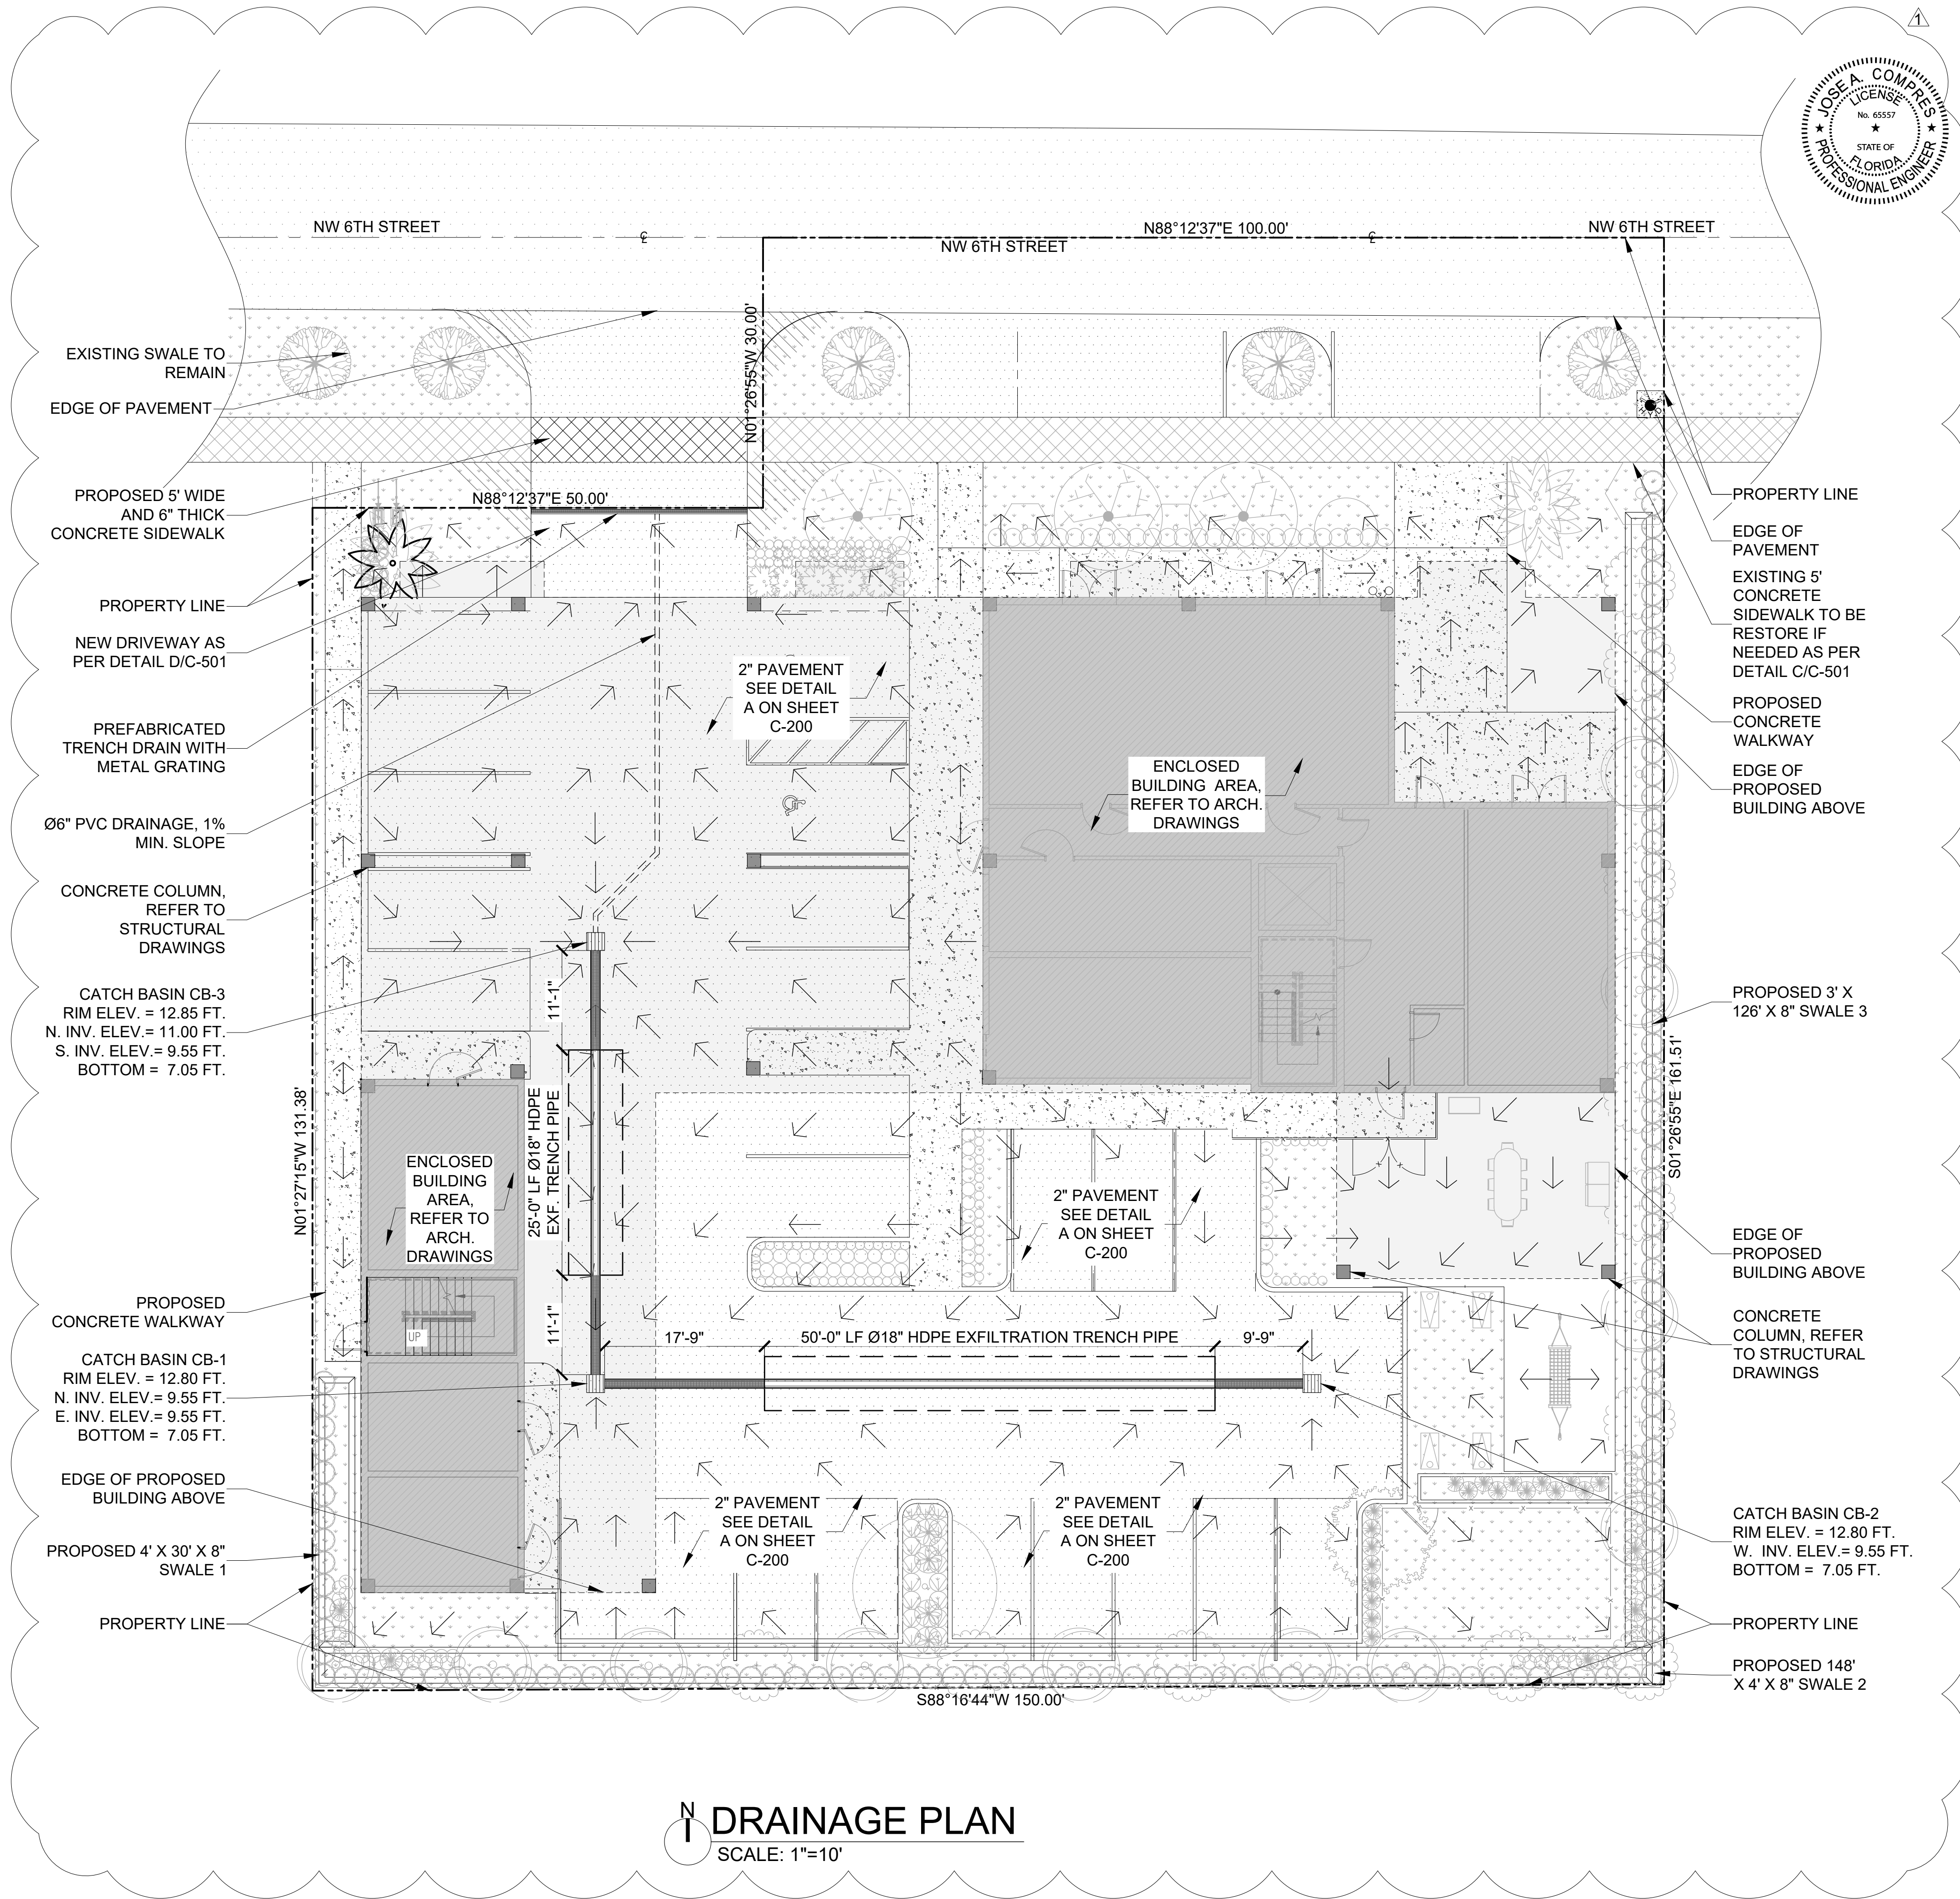 1
JOSE A. COMPRES
LICENSE
No. 65557
STATE OF
FLORIDA
PROFESSIONAL ENGINEER
NW 6TH STREET
N88°12'37"E 100.00'
NW 6TH STREET
NW 6TH STREET
N01°26'55"W 30.00'
EXISTING SWALE TO
REMAIN
EDGE OF PAVEMENT
PROPOSED 5' WIDE
AND 6" THICK
CONCRETE SIDEWALK
N88°12'37"E 50.00'
PROPERTY LINE
NEW DRIVEWAY AS
PER DETAIL D/C-501
PREFABRICATED
TRENCH DRAIN WITH
METAL GRATING
Ø6" PVC DRAINAGE, 1%
MIN. SLOPE
CONCRETE COLUMN,
REFER TO
STRUCTURAL
DRAWINGS
CATCH BASIN CB-3
RIM ELEV. = 12.85 FT.
N. INV. ELEV.= 11.00 FT.
S. INV. ELEV.= 9.55 FT.
BOTTOM = 7.05 FT.
N01°27'15"W 131.38'
PROPOSED
CONCRETE WALKWAY
CATCH BASIN CB-1
RIM ELEV. = 12.80 FT.
N. INV. ELEV.= 9.55 FT.
E. INV. ELEV.= 9.55 FT.
BOTTOM = 7.05 FT.
EDGE OF PROPOSED
BUILDING ABOVE
PROPOSED 4' X 30' X 8"
SWALE 1
PROPERTY LINE
2" PAVEMENT
SEE DETAIL
A ON SHEET
C-200
ENCLOSED
BUILDING AREA,
REFER TO ARCH.
DRAWINGS
11'-1"
25'-0" LF Ø18" HDPE
EXF. TRENCH PIPE
11'-1"
ENCLOSED
BUILDING
AREA,
REFER TO
ARCH.
DRAWINGS
UP
2" PAVEMENT
SEE DETAIL
A ON SHEET
C-200
17'-9"
50'-0" LF Ø18" HDPE EXFILTRATION TRENCH PIPE
9'-9"
2" PAVEMENT
SEE DETAIL
A ON SHEET
C-200
2" PAVEMENT
SEE DETAIL
A ON SHEET
C-200
S88°16'44"W 150.00'
PROPERTY LINE
EDGE OF
PAVEMENT
EXISTING 5'
CONCRETE
SIDEWALK TO BE
RESTORE IF
NEEDED AS PER
DETAIL C/C-501
PROPOSED
CONCRETE
WALKWAY
EDGE OF
PROPOSED
BUILDING ABOVE
PROPOSED 3' X
126' X 8" SWALE 3
S01°26'55"E 161.51'
EDGE OF
PROPOSED
BUILDING ABOVE
CONCRETE
COLUMN, REFER
TO STRUCTURAL
DRAWINGS
CATCH BASIN CB-2
RIM ELEV. = 12.80 FT.
W. INV. ELEV.= 9.55 FT.
BOTTOM = 7.05 FT.
PROPERTY LINE
PROPOSED 148'
X 4' X 8" SWALE 2
N
DRAINAGE PLAN
SCALE: 1"=10'